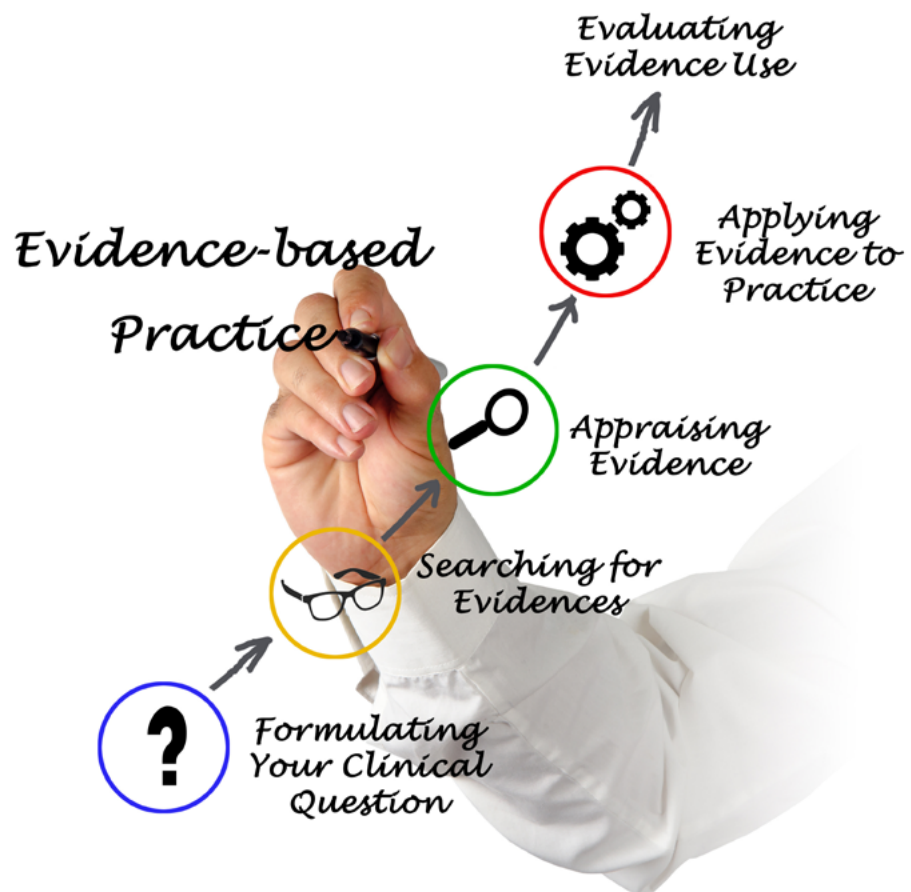 Evaluating
Evidence Use
Applying
Evidence to
Practice
Evidence-based
Practice
Appraising
Evidence
Searching for
Evidences
?
Formulating
Your Clinical
Question